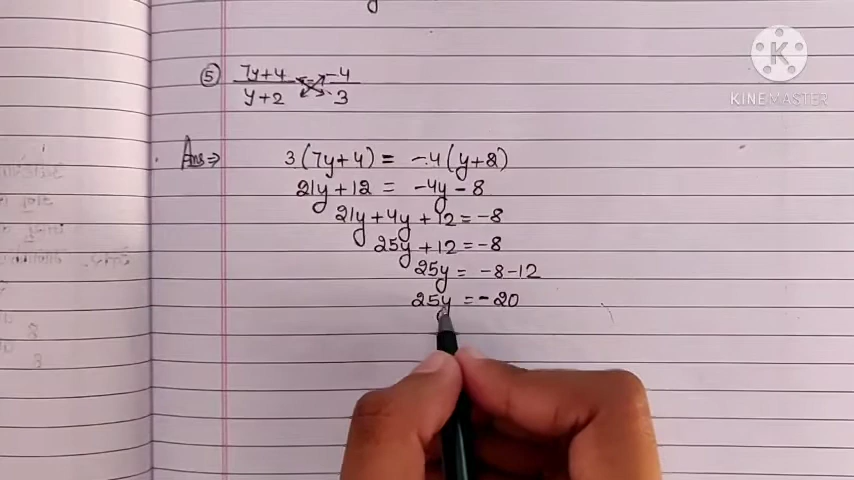 ⑤ 7y+4 / y+2 = -4 / 3
Ans⇒ 3(7y+4) = -4(y+8)
21y+12 = -4y-8
21y+4y+12=-8
25y+12=-8
25y = -8-12
25y =-20
K
KINEMASTER